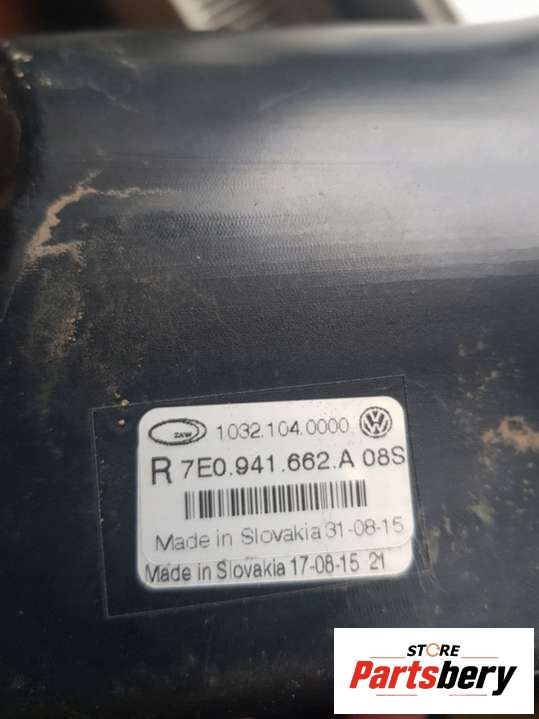 ZKW 1032.104.0000 VW
R 7E0.941.662.A 08S
Made in Slovakia 31-08-15
Made in Slovakia 17-08-15 21
STORE
Partsbery